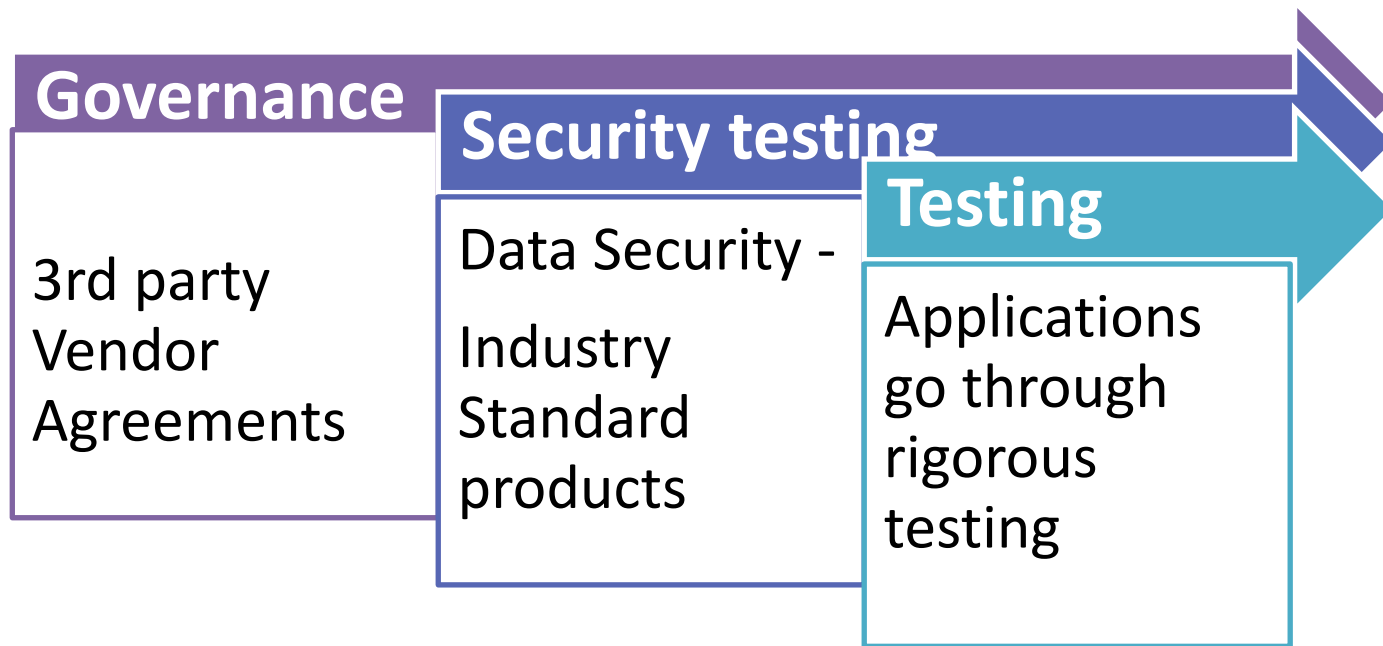 Governance
3rd party
Vendor
Agreements
Security testing
Data Security -
Industry
Standard
products
Testing
Applications
go through
rigorous
testing